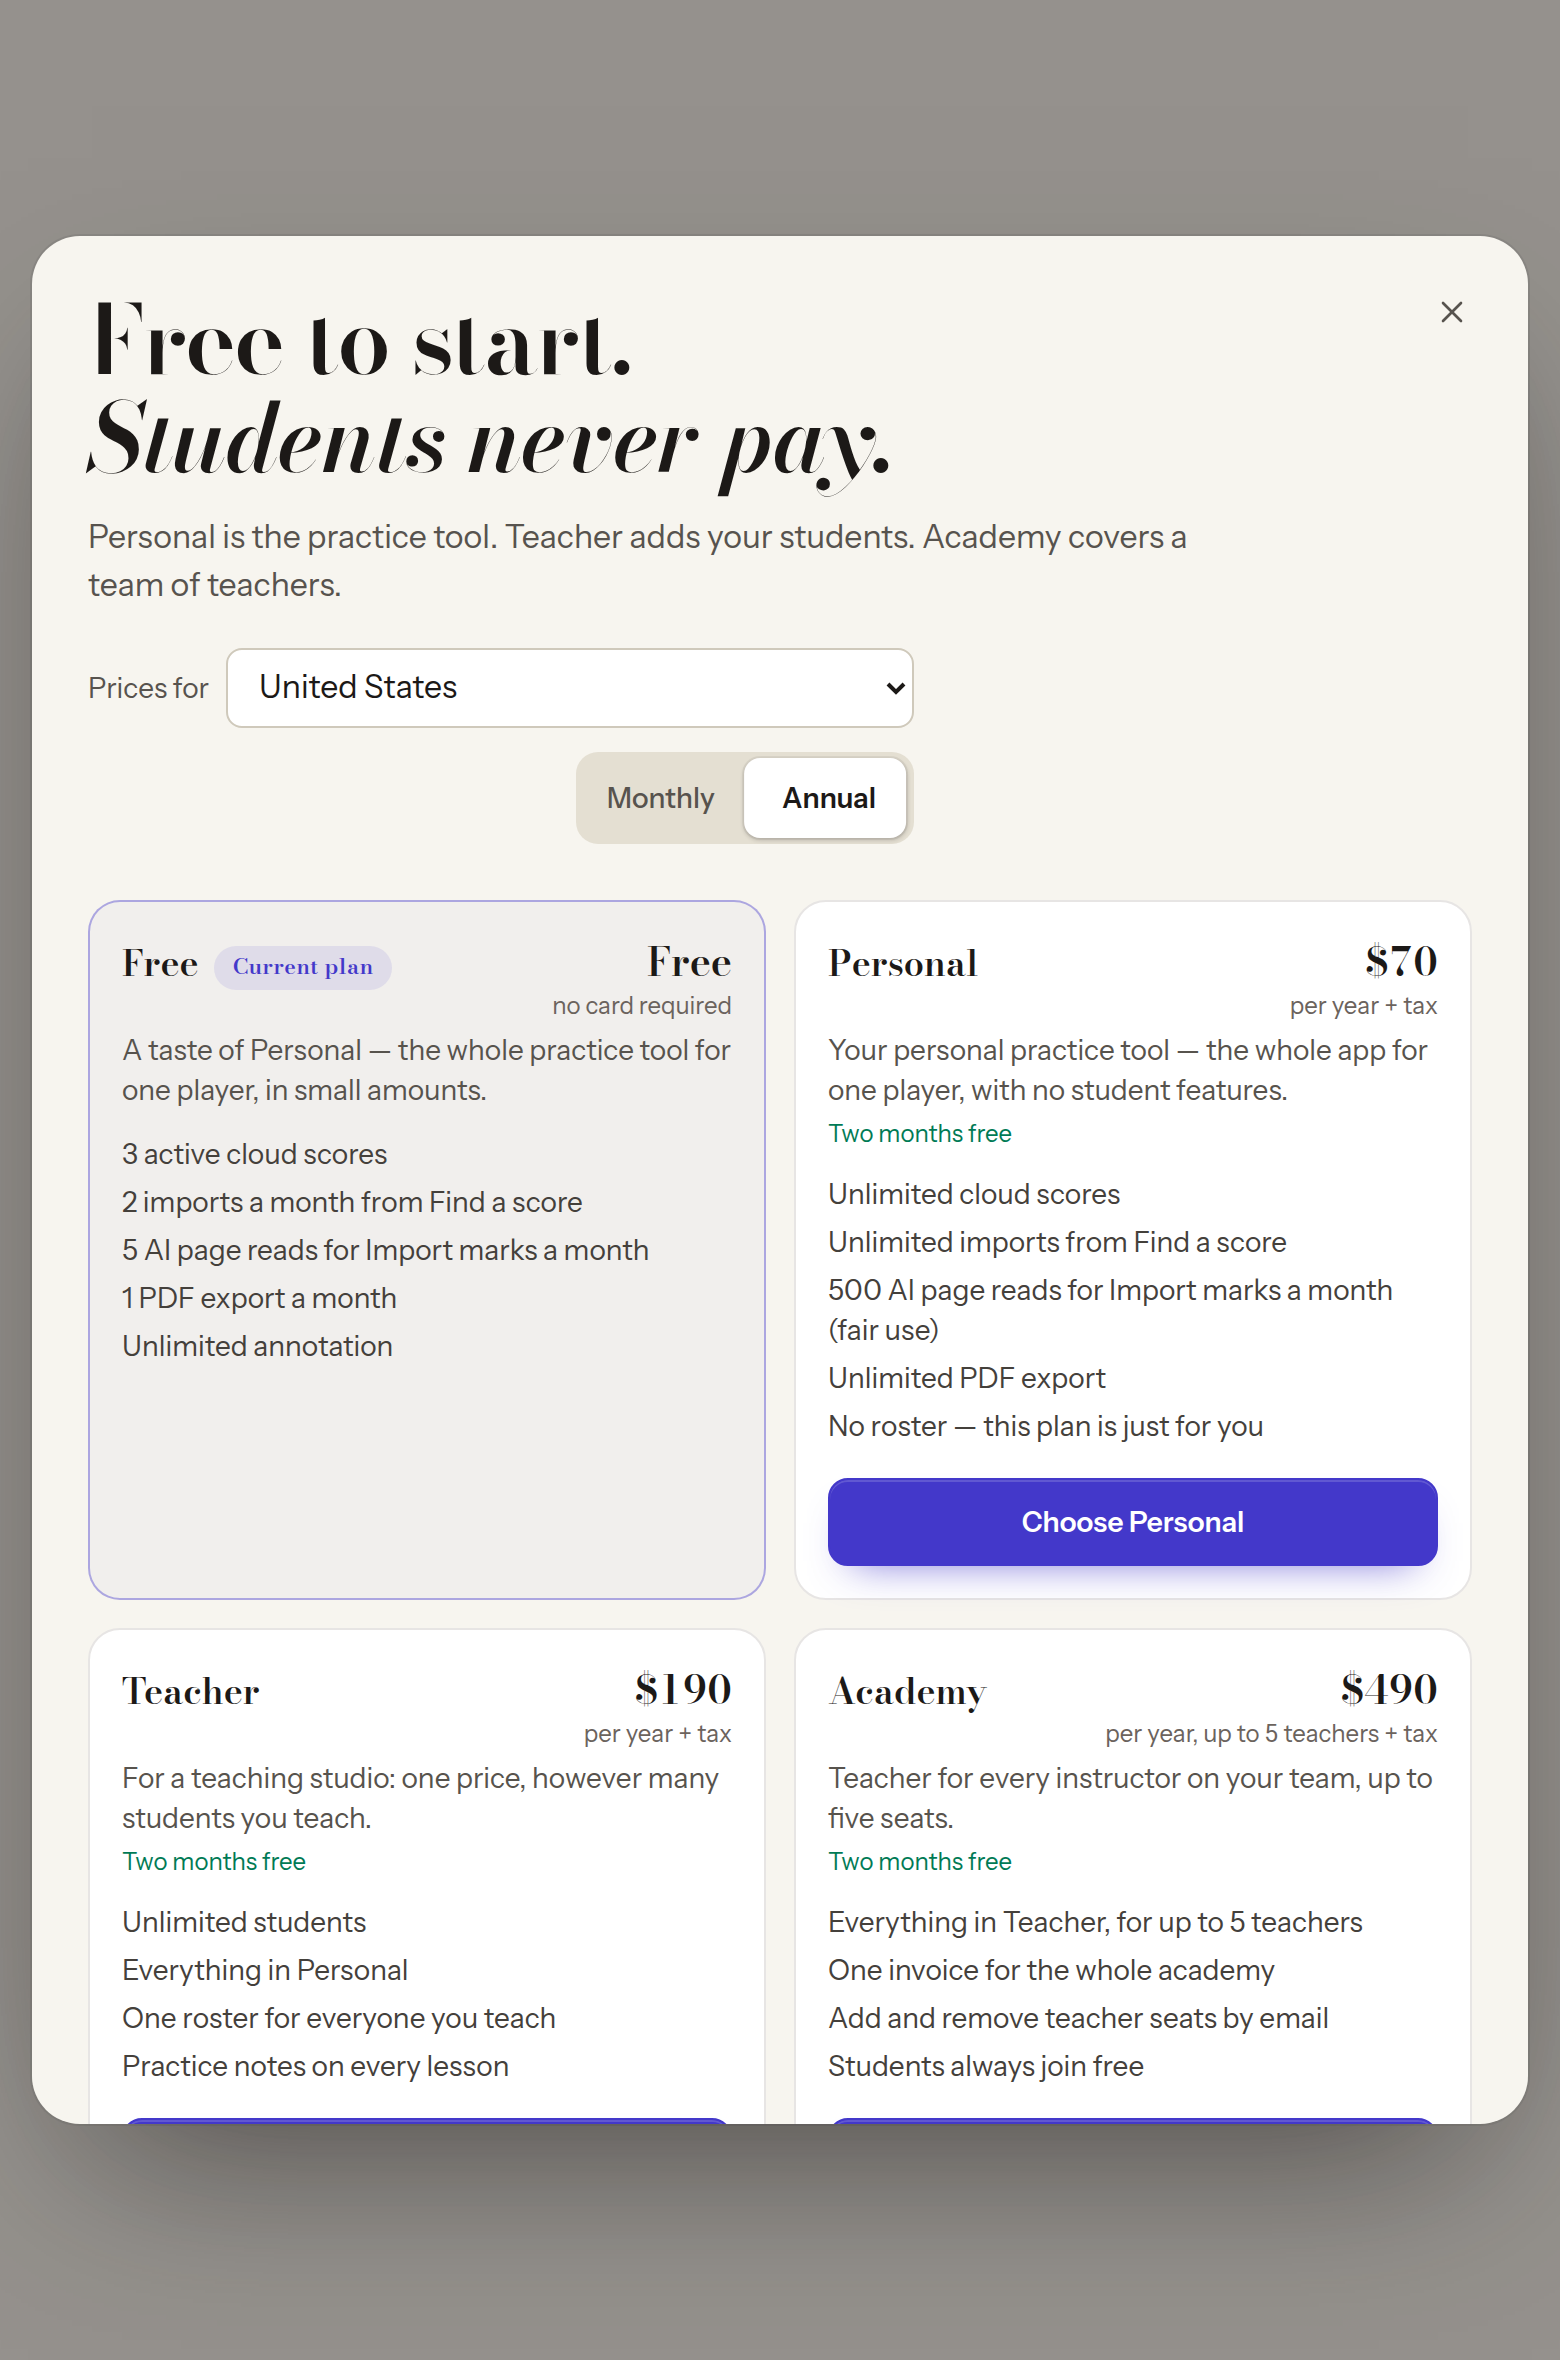 Free to start.
Students never pay.
Personal is the practice tool. Teacher adds your students. Academy covers a
team of teachers.
Prices for
United States
Monthly
Annual
Free
Current plan
Free
no card required
A taste of Personal — the whole practice tool for
one player, in small amounts.
3 active cloud scores
2 imports a month from Find a score
5 AI page reads for Import marks a month
1 PDF export a month
Unlimited annotation
Personal
$70
per year + tax
Your personal practice tool — the whole app for
one player, with no student features.
Two months free
Unlimited cloud scores
Unlimited imports from Find a score
500 AI page reads for Import marks a month
(fair use)
Unlimited PDF export
No roster — this plan is just for you
Choose Personal
Teacher
$190
per year + tax
For a teaching studio: one price, however many
students you teach.
Two months free
Unlimited students
Everything in Personal
One roster for everyone you teach
Practice notes on every lesson
Academy
$490
per year, up to 5 teachers + tax
Teacher for every instructor on your team, up to
five seats.
Two months free
Everything in Teacher, for up to 5 teachers
One invoice for the whole academy
Add and remove teacher seats by email
Students always join free